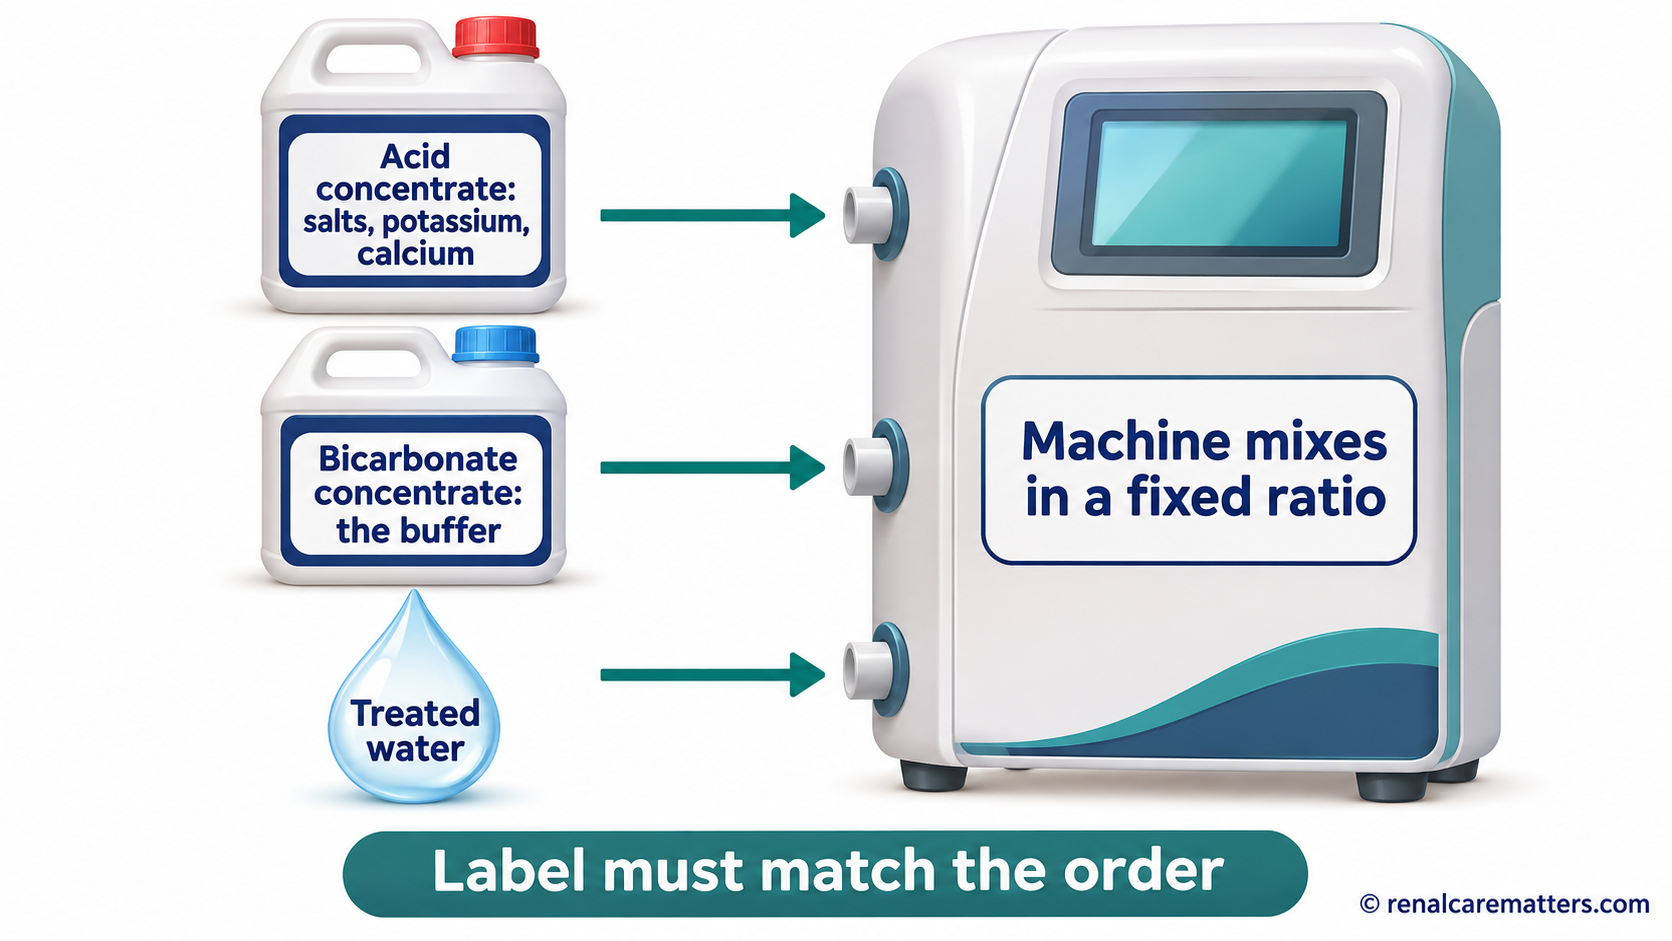 Acid
concentrate:
salts, potassium,
calcium
Bicarbonate
concentrate:
the buffer
Treated
water
Machine mixes
in a fixed ratio
Label must match the order
© renalcarematters.com